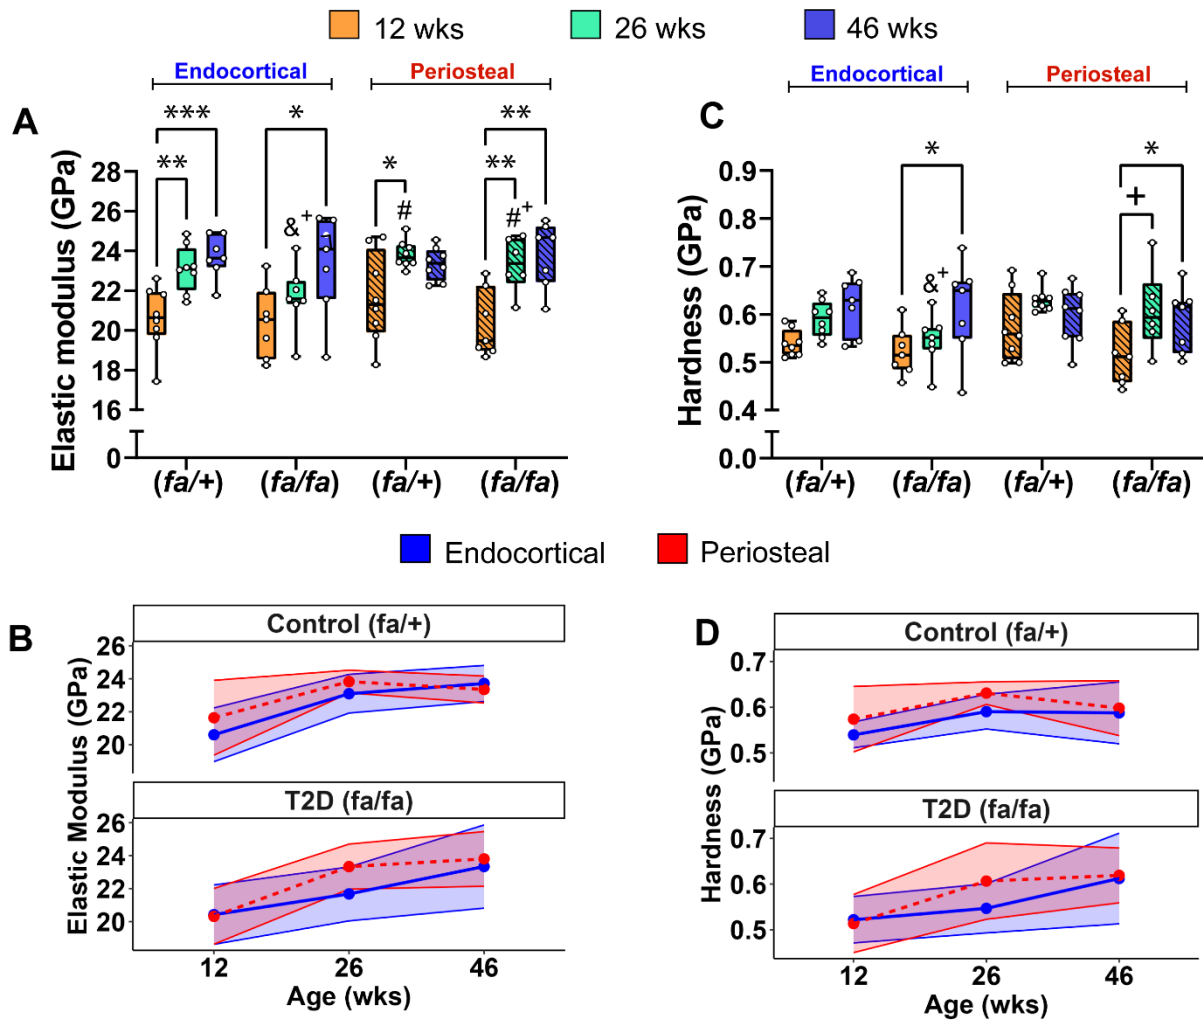 12 wks 26 wks 46 wks
Endocortical Periosteal
A
*** * **
** * **
& + # #+
Elastic modulus (GPa)
28
26
24
22
20
18
16
0
(fa/+) (fa/fa) (fa/+) (fa/fa)
Endocortical Periosteal
C
* *
+
&+
Hardness (GPa)
0.9
0.8
0.7
0.6
0.5
0.4
0.0
(fa/+) (fa/fa) (fa/+) (fa/fa)
Endocortical Periosteal
B
Control (fa/+)
26
24
22
20
T2D (fa/fa)
26
24
22
20
Elastic Modulus (GPa)
12 26 46
Age (wks)
D
Control (fa/+)
0.7
0.6
0.5
T2D (fa/fa)
0.7
0.6
0.5
Hardness (GPa)
12 26 46
Age (wks)